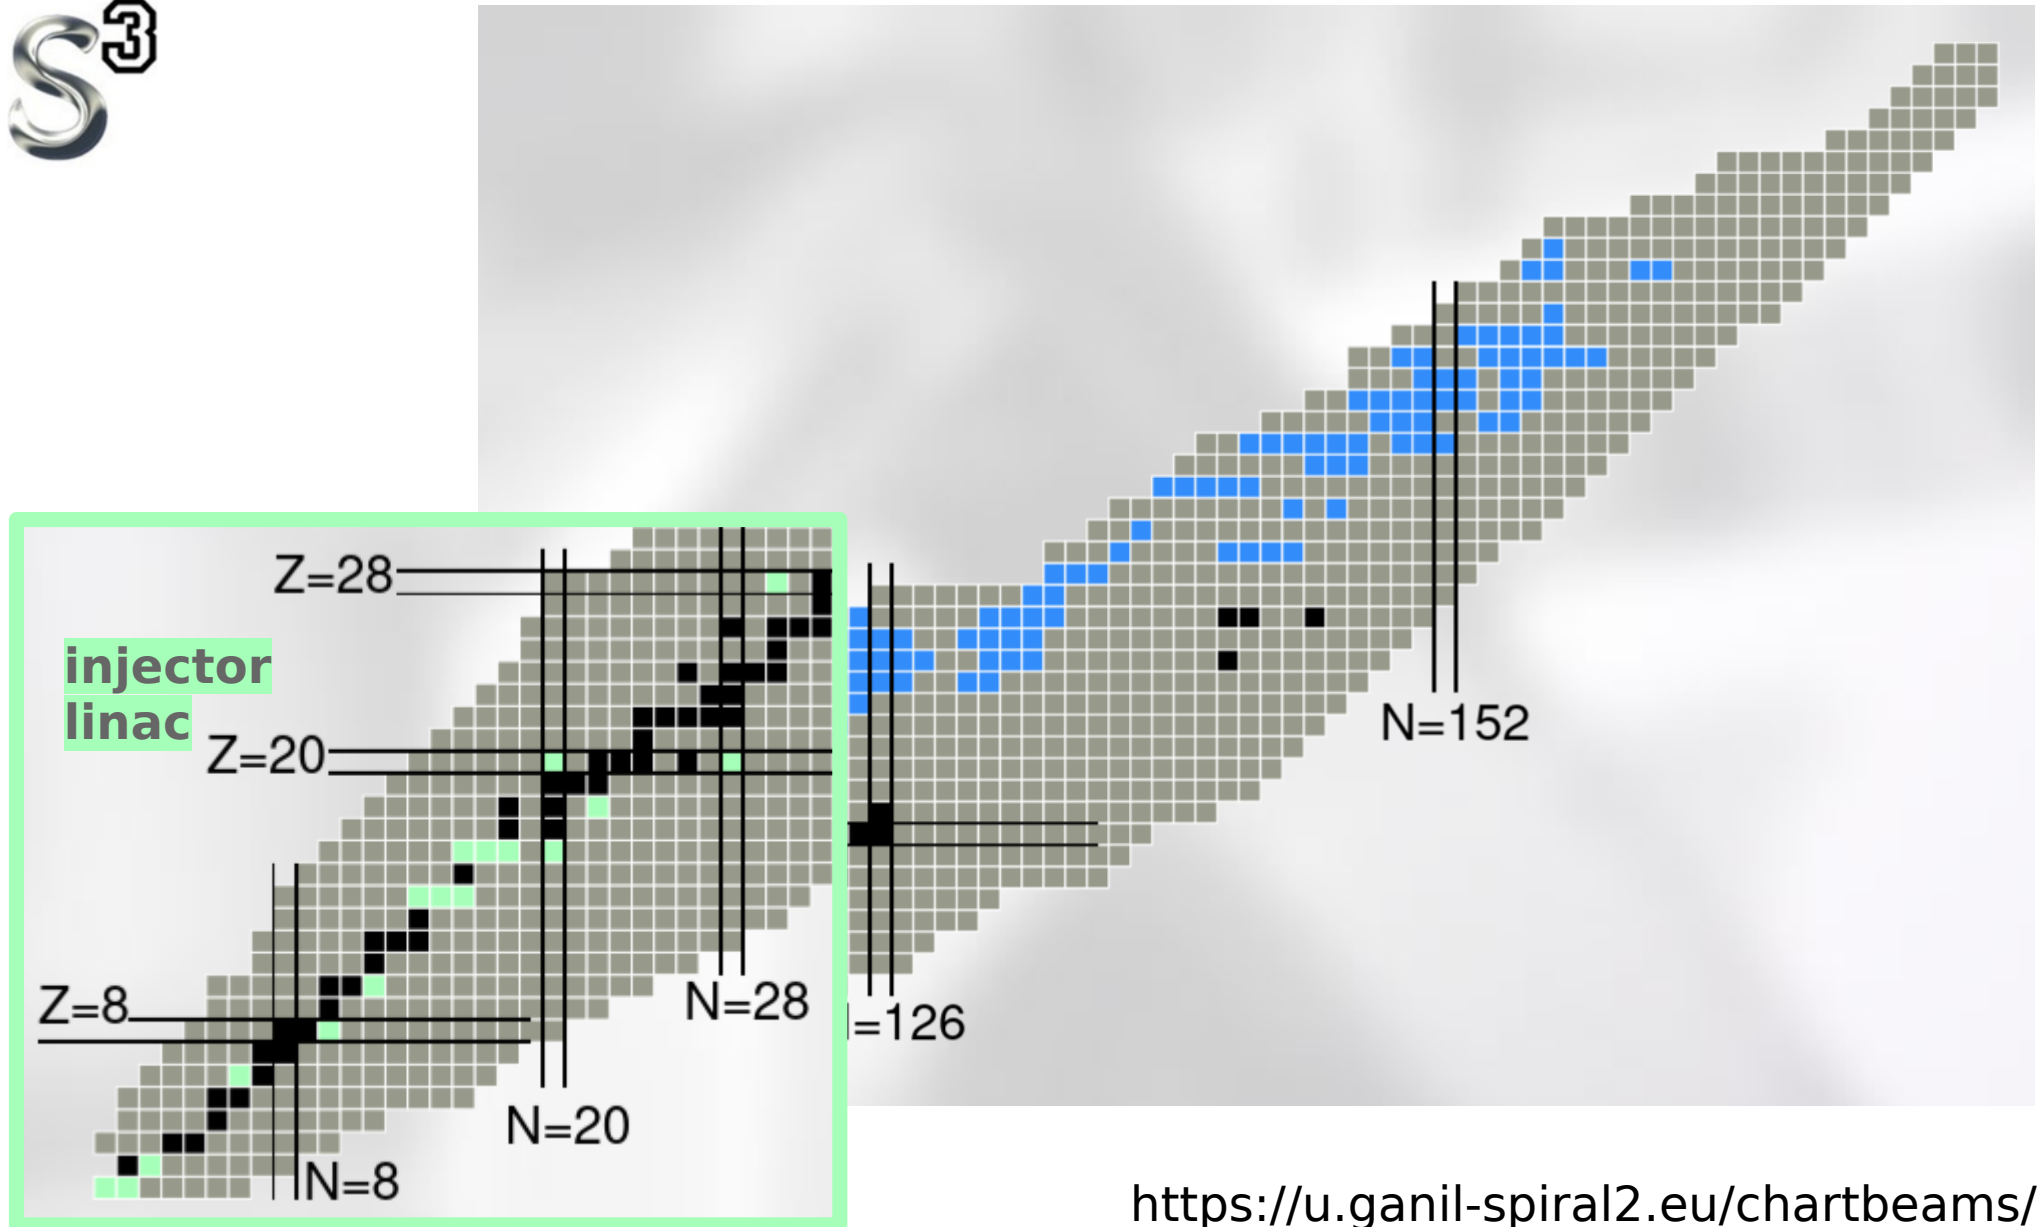 S3
Z=28
injector
linac
Z=20
N=152
Z=8
N=28
=126
N=20
N=8
https://u.ganil-spiral2.eu/chartbeams/